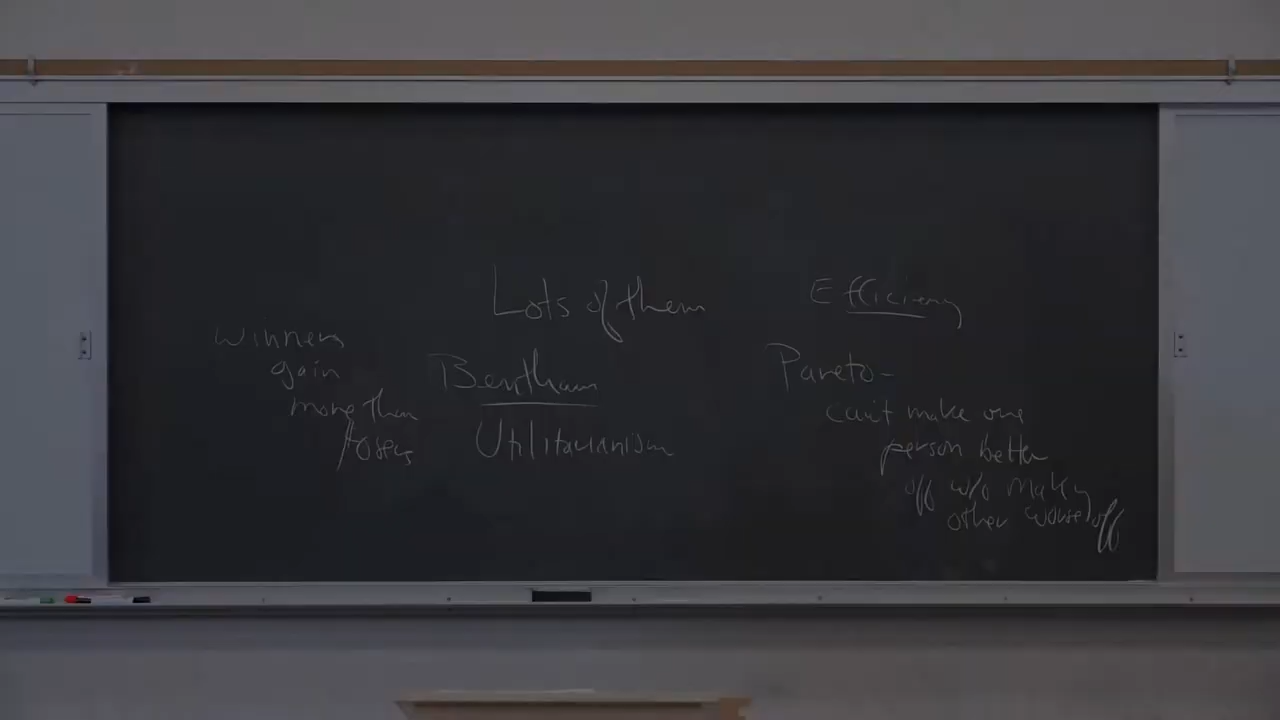 winners
gain
more than
losers
Lots of them
Bentham
Utilitarianism
Efficiency
Pareto-
can't make one
person better
off w/o making
other worse off